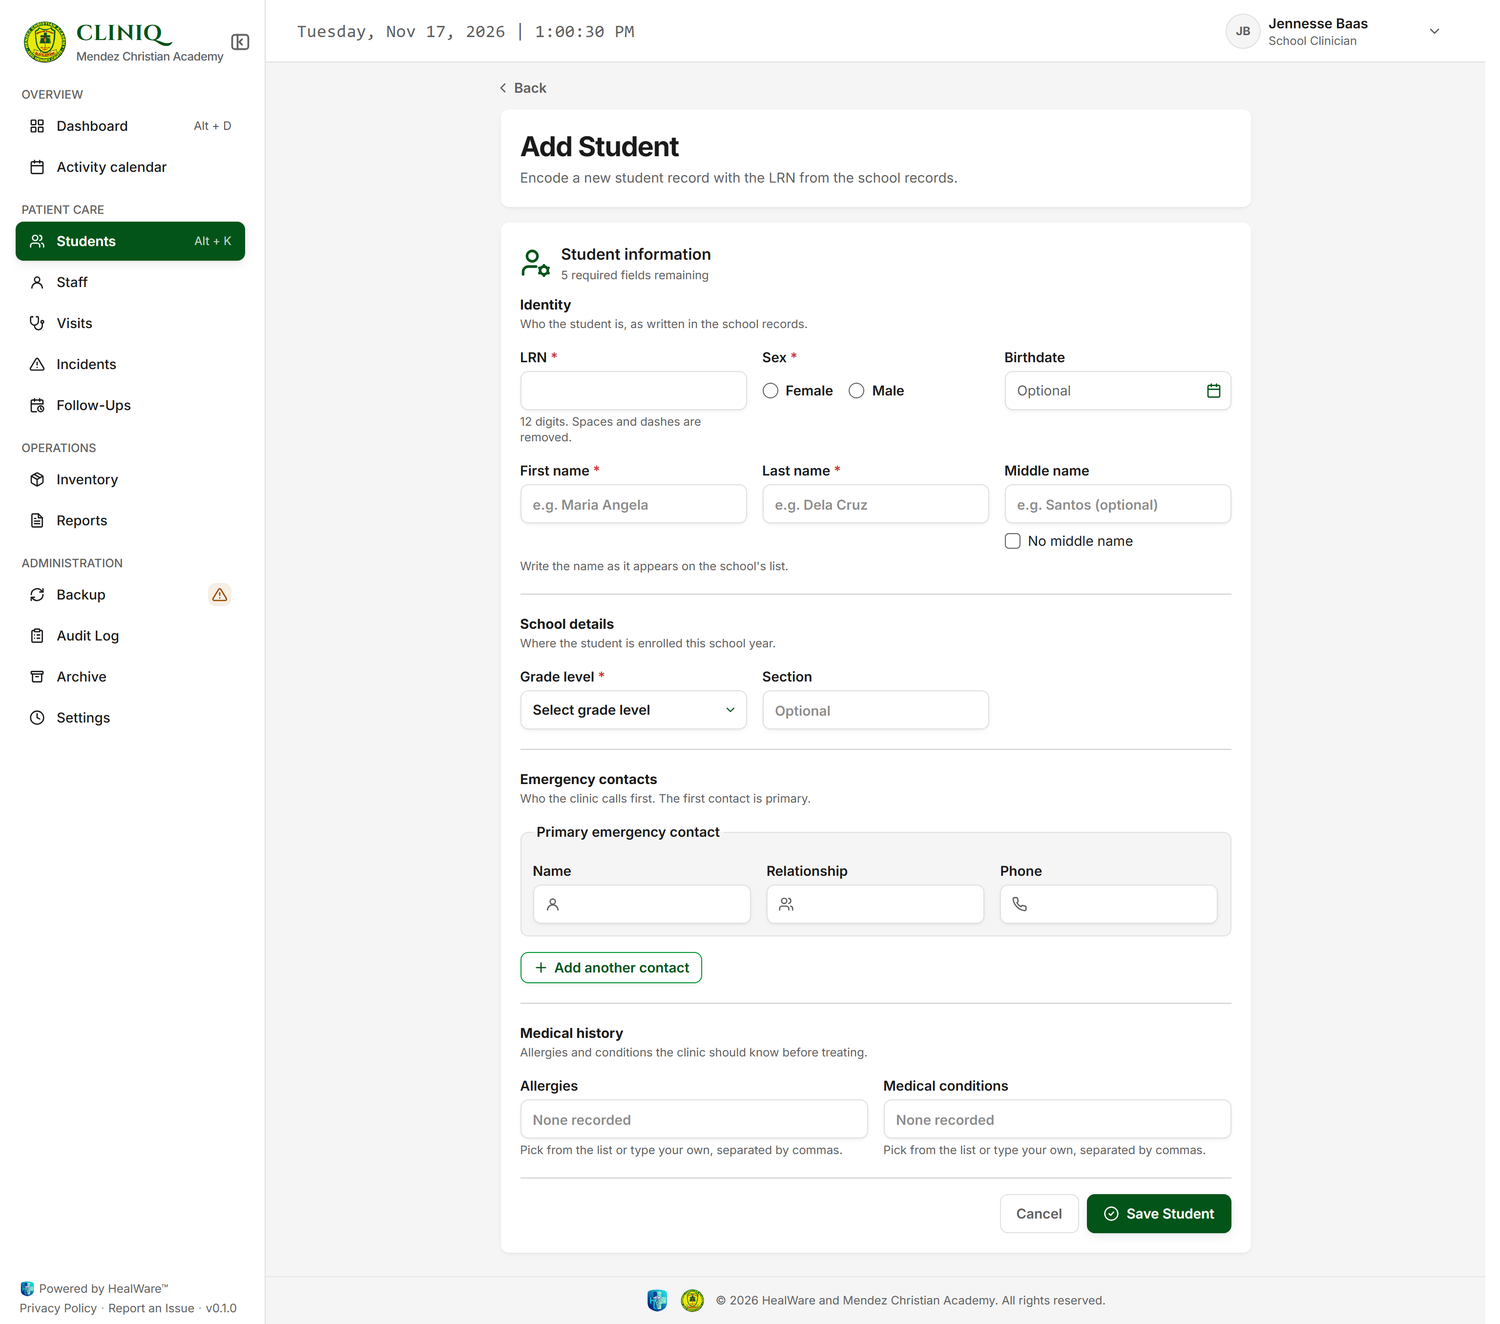 CLINIQ
Mendez Christian Academy
OVERVIEW
Dashboard Alt + D
Activity calendar
PATIENT CARE
Students Alt + K
Staff
Visits
Incidents
Follow-Ups
OPERATIONS
Inventory
Reports
ADMINISTRATION
Backup
Audit Log
Archive
Settings
Powered by HealWare™
Privacy Policy · Report an Issue · v0.1.0
Tuesday, Nov 17, 2026 | 1:00:30 PM
JB
Jennesse Baas
School Clinician
Back
Add Student
Encode a new student record with the LRN from the school records.
Student information
5 required fields remaining
Identity
Who the student is, as written in the school records.
LRN * Sex * Birthdate
Female Male Optional
12 digits. Spaces and dashes are
removed.
First name * Last name * Middle name
e.g. Maria Angela e.g. Dela Cruz e.g. Santos (optional)
No middle name
Write the name as it appears on the school's list.
School details
Where the student is enrolled this school year.
Grade level * Section
Select grade level Optional
Emergency contacts
Who the clinic calls first. The first contact is primary.
Primary emergency contact
Name Relationship Phone
+ Add another contact
Medical history
Allergies and conditions the clinic should know before treating.
Allergies Medical conditions
None recorded None recorded
Pick from the list or type your own, separated by commas. Pick from the list or type your own, separated by commas.
Cancel Save Student
© 2026 HealWare and Mendez Christian Academy. All rights reserved.